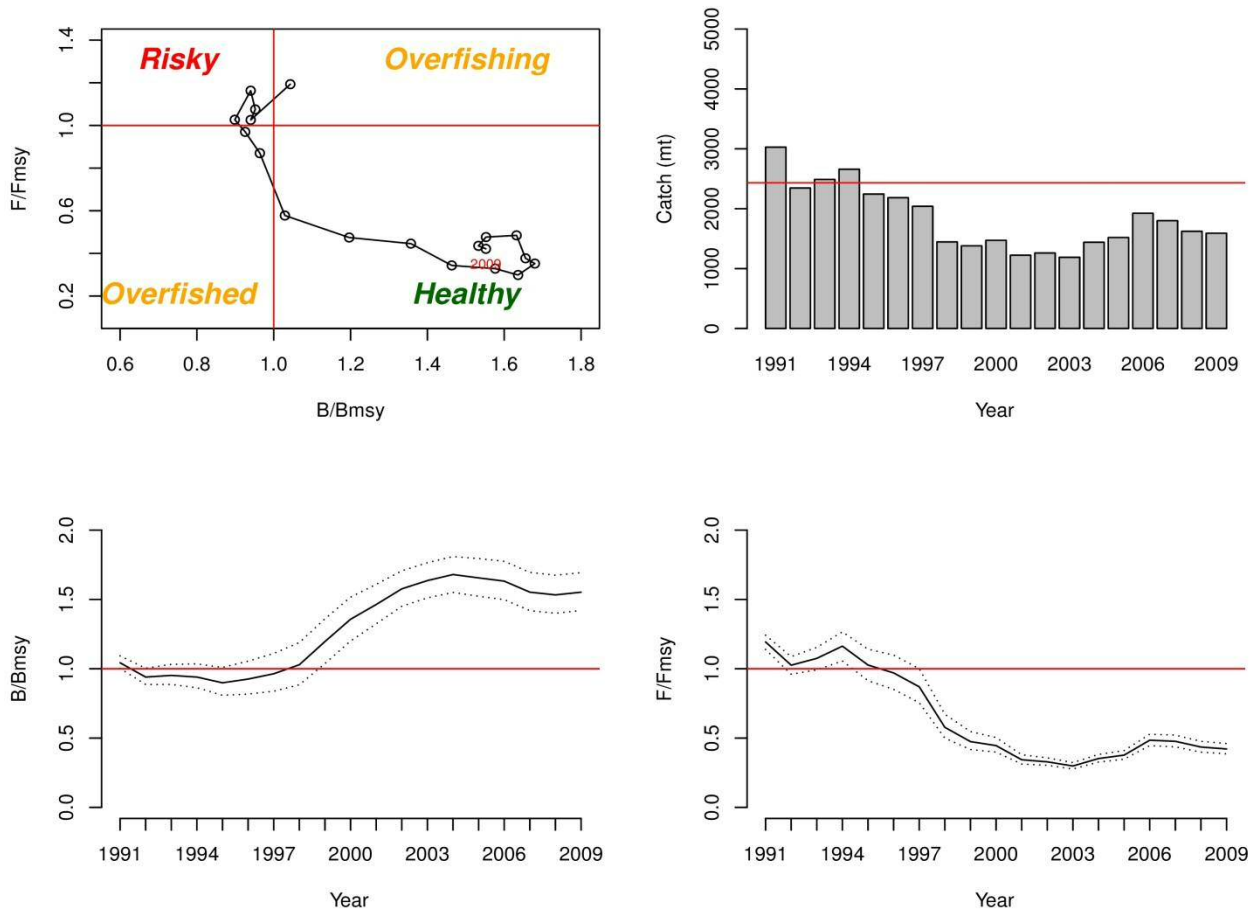 Risky Overfishing
Overfished Healthy
2009
F/Fmsy
0.2 0.6 1.0 1.4
0.6 0.8 1.0 1.2 1.4 1.6 1.8
B/Bmsy
Catch (mt)
0 1000 2000 3000 4000 5000
1991 1994 1997 2000 2003 2006 2009
Year
B/Bmsy
0.0 0.5 1.0 1.5 2.0
1991 1994 1997 2000 2003 2006 2009
Year
F/Fmsy
0.0 0.5 1.0 1.5 2.0
1991 1994 1997 2000 2003 2006 2009
Year